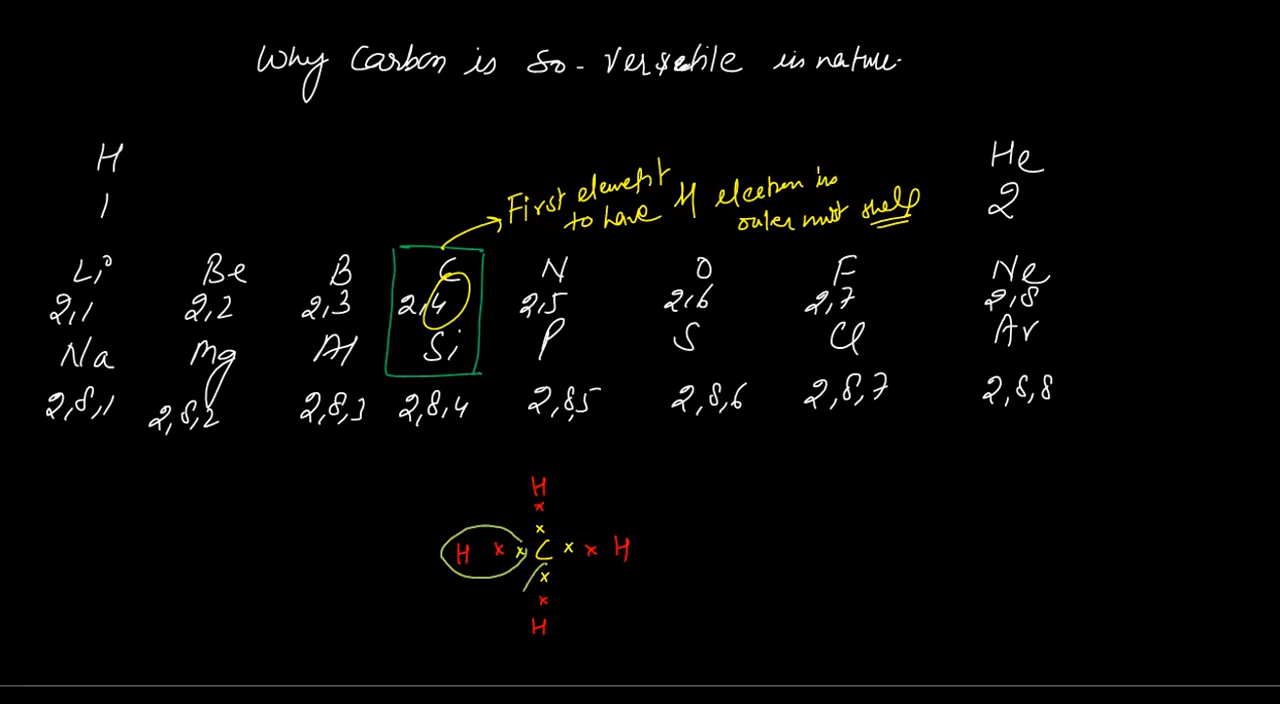 Why Carbon is so-versatile in nature.
H He
1 2
First element
to have 4 electron in
outer must shell
Li Be B C N O F Ne
2,1 2,2 2,3 2,4 2,5 2,6 2,7 2,8
Na Mg Al Si P S Cl Ar
2,8,1 2,8,2 2,8,3 2,8,4 2,8,5 2,8,6 2,8,7 2,8,8
H
x
x
H x x C x x H
x
x
H